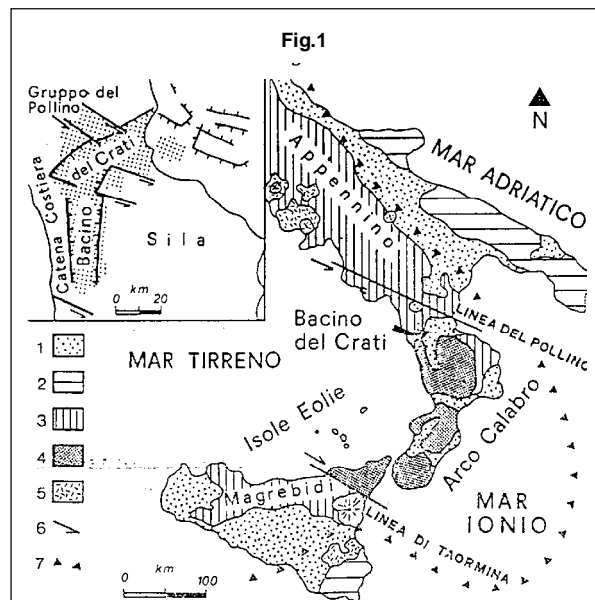 Fig.1
Gruppo del
Pollino
Catena Costiera
del Crati
Bacino
Sila
km
0 20
N
Appennino
MAR ADRIATICO
LINEA DEL POLLINO
Bacino
del Crati
MAR TIRRENO
Isole Eolie
Arco Calabro
MAR
IONIO
Magrebidi
LINEA DI TAORMINA
1
2
3
4
5
6
7
km
0 100